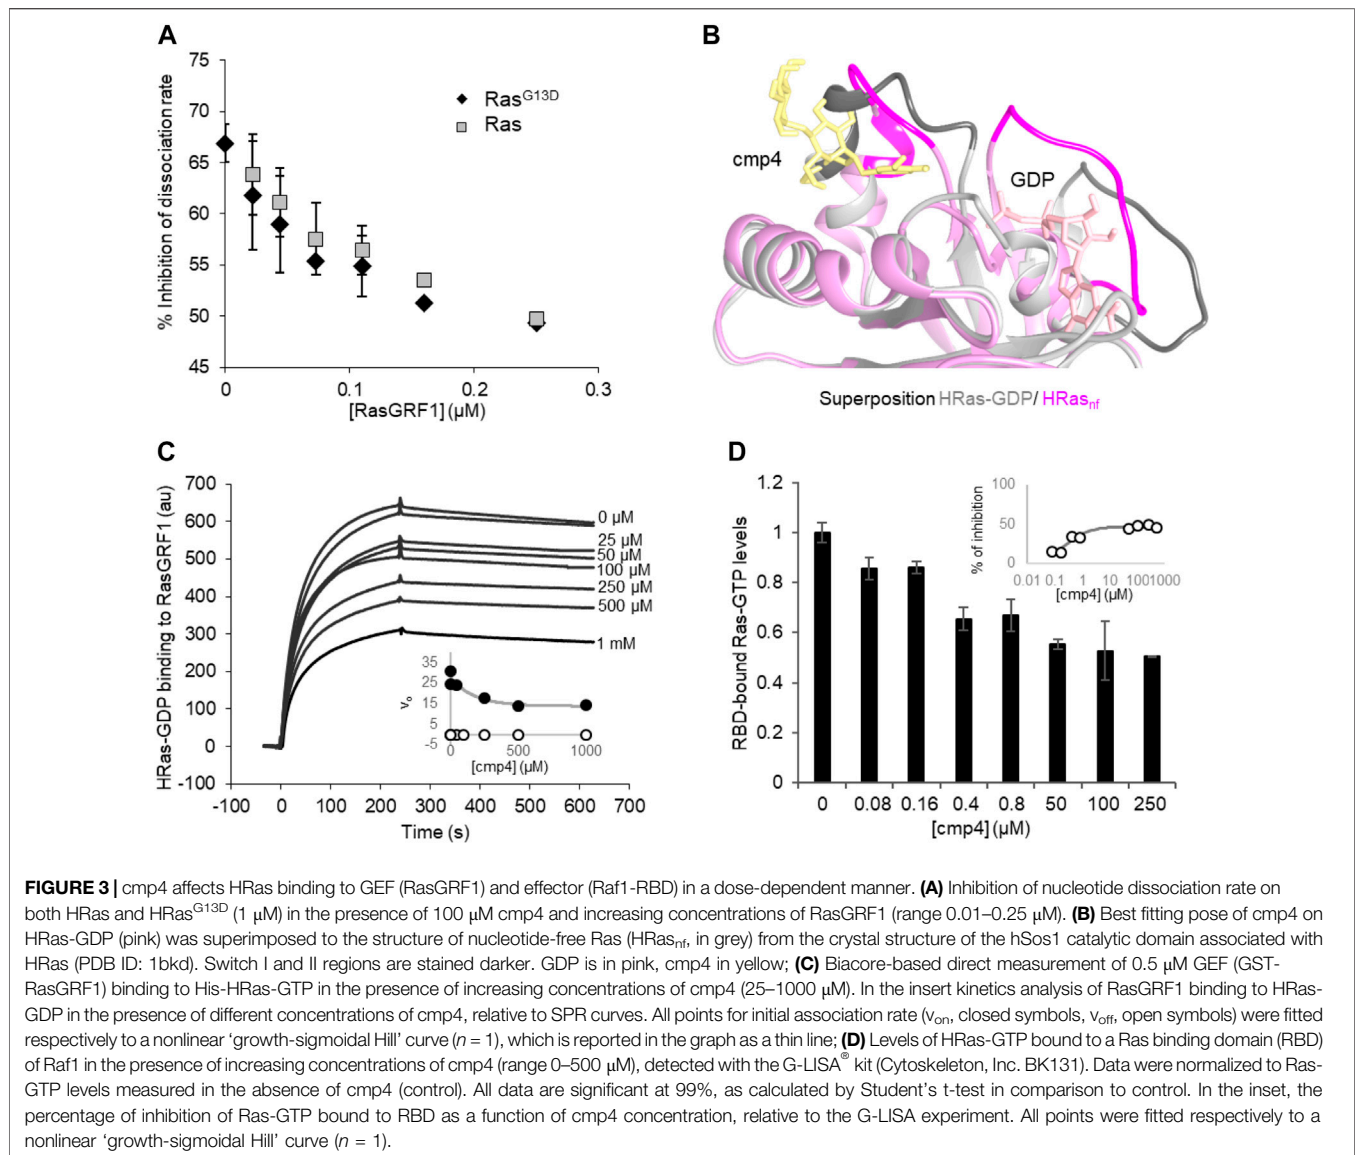 A
75
70
65
60
55
50
45
% Inhibition of dissociation rate
Ras^G13D
Ras
0
0.1
0.2
0.3
[RasGRF1] (µM)
B
cmp4
GDP
Superposition HRas-GDP/ HRas_nf
C
700
600
500
400
300
200
100
0
-100
HRas-GDP binding to RasGRF1 (au)
0 µM
25 µM
50 µM
100 µM
250 µM
500 µM
1 mM
35
25
15
5
-5
v_o
0
500
1000
[cmp4] (µM)
-100
0
100
200
300
400
500
600
700
Time (s)
D
1.2
1
0.8
0.6
0.4
0.2
0
RBD-bound Ras-GTP levels
100
50
0
% of inhibition
0.01
0.1
1
10
100
1000
[cmp4] (µM)
0
0.08
0.16
0.4
0.8
50
100
250
[cmp4] (µM)
FIGURE 3 | cmp4 affects HRas binding to GEF (RasGRF1) and effector (Raf1-RBD) in a dose-dependent manner. (A) Inhibition of nucleotide dissociation rate on
both HRas and HRas^G13D (1 µM) in the presence of 100 µM cmp4 and increasing concentrations of RasGRF1 (range 0.01–0.25 µM). (B) Best fitting pose of cmp4 on
HRas-GDP (pink) was superimposed to the structure of nucleotide-free Ras (HRas_nf, in grey) from the crystal structure of the hSos1 catalytic domain associated with
HRas (PDB ID: 1bkd). Switch I and II regions are stained darker. GDP is in pink, cmp4 in yellow; (C) Biacore-based direct measurement of 0.5 µM GEF (GST-
RasGRF1) binding to His-HRas-GTP in the presence of increasing concentrations of cmp4 (25–1000 µM). In the insert kinetics analysis of RasGRF1 binding to HRas-
GDP in the presence of different concentrations of cmp4, relative to SPR curves. All points for initial association rate (v_on, closed symbols, v_off, open symbols) were fitted
respectively to a nonlinear ‘growth-sigmoidal Hill’ curve (n = 1), which is reported in the graph as a thin line; (D) Levels of HRas-GTP bound to a Ras binding domain (RBD)
of Raf1 in the presence of increasing concentrations of cmp4 (range 0–500 µM), detected with the G-LISA® kit (Cytoskeleton, Inc. BK131). Data were normalized to Ras-
GTP levels measured in the absence of cmp4 (control). All data are significant at 99%, as calculated by Student’s t-test in comparison to control. In the inset, the
percentage of inhibition of Ras-GTP bound to RBD as a function of cmp4 concentration, relative to the G-LISA experiment. All points were fitted respectively to a
nonlinear ‘growth-sigmoidal Hill’ curve (n = 1).